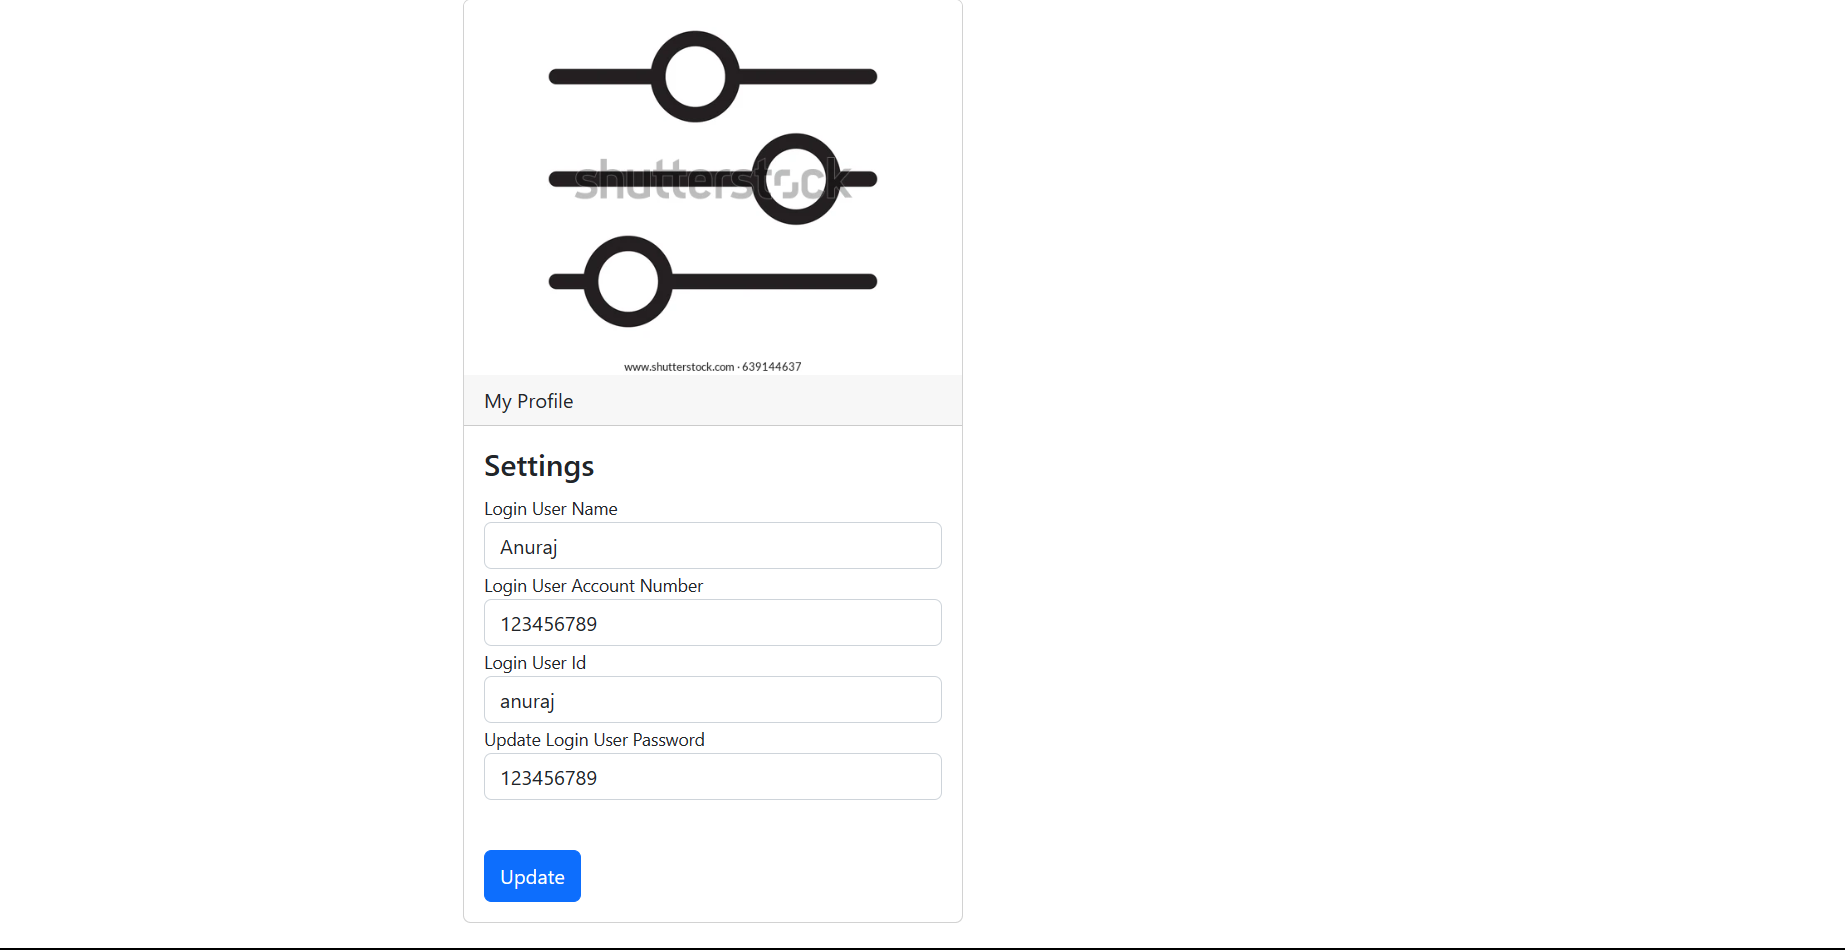 shutterstock
www.shutterstock.com · 639144637
My Profile
Settings
Login User Name
Anuraj
Login User Account Number
123456789
Login User Id
anuraj
Update Login User Password
123456789
Update